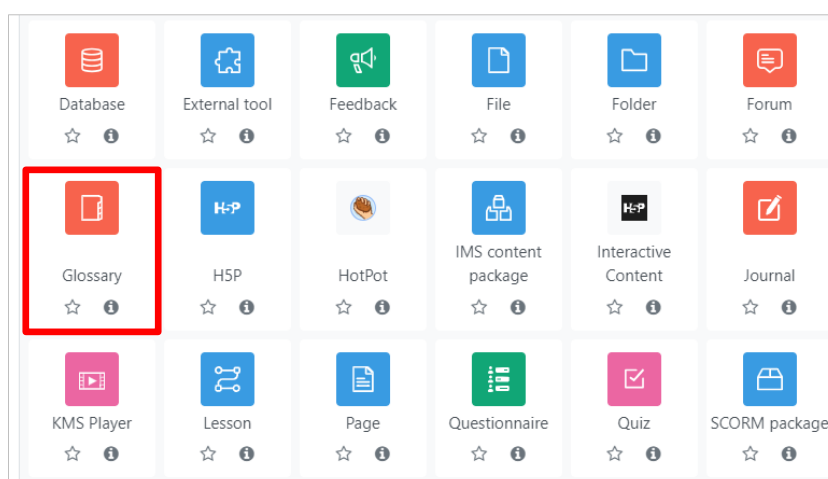 Database External tool Feedback File Folder Forum
H5P H5P
IMS content Interactive
Glossary H5P HotPot package Content Journal
KMS Player Lesson Page Questionnaire Quiz SCORM package